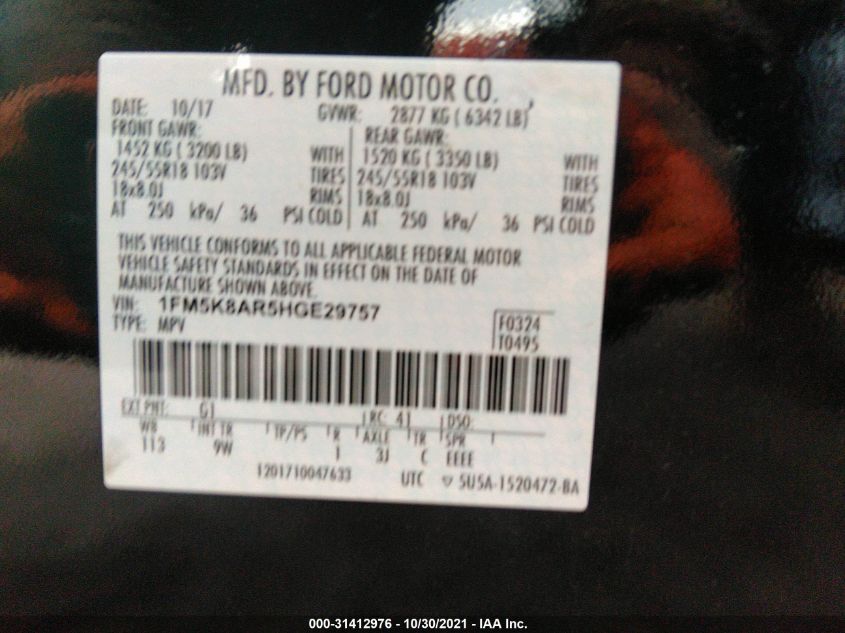 MFD. BY FORD MOTOR CO.
DATE: 10/17 GVWR: 2877 KG ( 6342 LB)
FRONT GAWR: REAR GAWR:
1452 KG ( 3200 LB) WITH 1520 KG ( 3350 LB) WITH
245/55R18 103V TIRES 245/55R18 103V TIRES
18x8.0J RIMS 18x8.0J RIMS
AT 250 kPa/ 36 PSI COLD AT 250 kPa/ 36 PSI COLD
THIS VEHICLE CONFORMS TO ALL APPLICABLE FEDERAL MOTOR
VEHICLE SAFETY STANDARDS IN EFFECT ON THE DATE OF
MANUFACTURE SHOWN ABOVE.
VIN: 1FM5K8AR5HGE29757
TYPE: MPV F0324
T0495
EXT PNT: G1 RC: 41 DSO:
WB INT TR TP/PS R AXLE TR SPR
113 9W 1 3J C EEEE
1201710047633 UTC ▽ 5U5A-1520472-BA
000-31412976 - 10/30/2021 - IAA Inc.